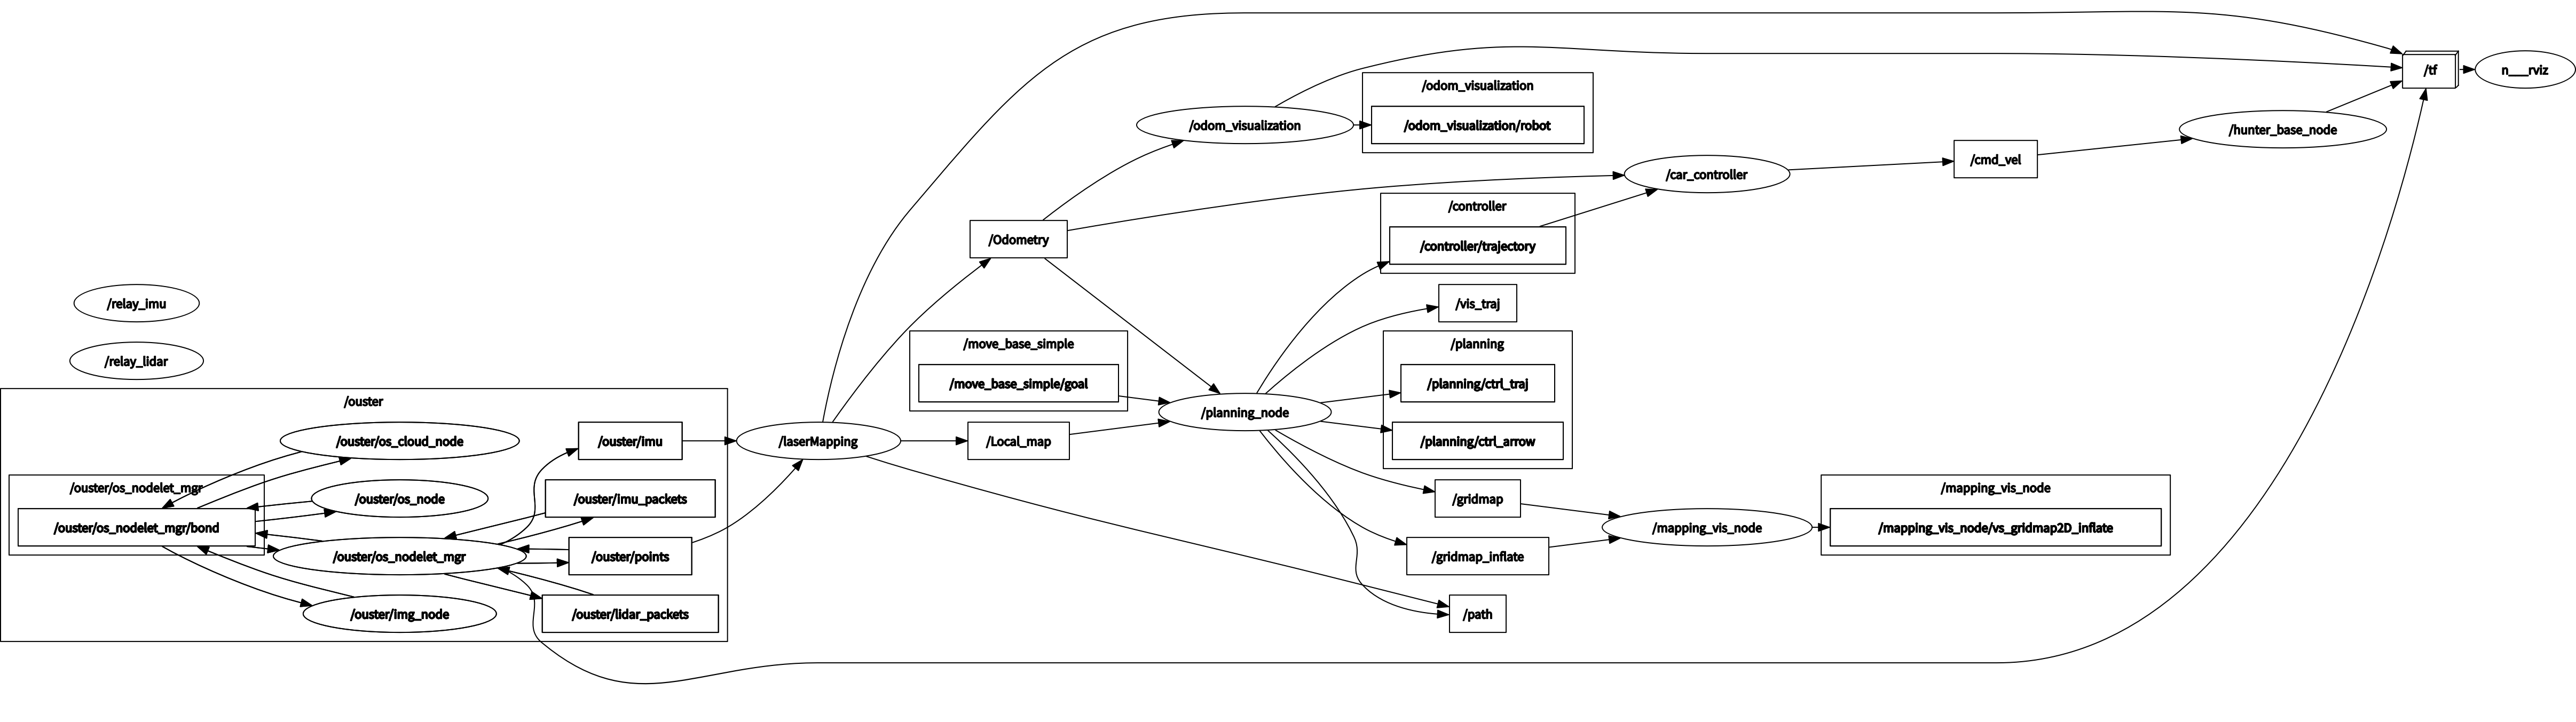 /tf
n___rviz
/odom_visualization
/odom_visualization
/odom_visualization/robot
/hunter_base_node
/cmd_vel
/car_controller
/controller
/controller/trajectory
/Odometry
/relay_imu
/vis_traj
/move_base_simple
/move_base_simple/goal
/planning
/planning/ctrl_traj
/planning/ctrl_arrow
/relay_lidar
/planning_node
/ouster
/ouster/os_cloud_node
/ouster/imu
/laserMapping
/Local_map
/ouster/os_nodelet_mgr
/ouster/os_nodelet_mgr/bond
/ouster/os_node
/ouster/imu_packets
/gridmap
/mapping_vis_node
/mapping_vis_node
/mapping_vis_node/vs_gridmap2D_inflate
/ouster/os_nodelet_mgr
/ouster/points
/gridmap_inflate
/ouster/img_node
/ouster/lidar_packets
/path